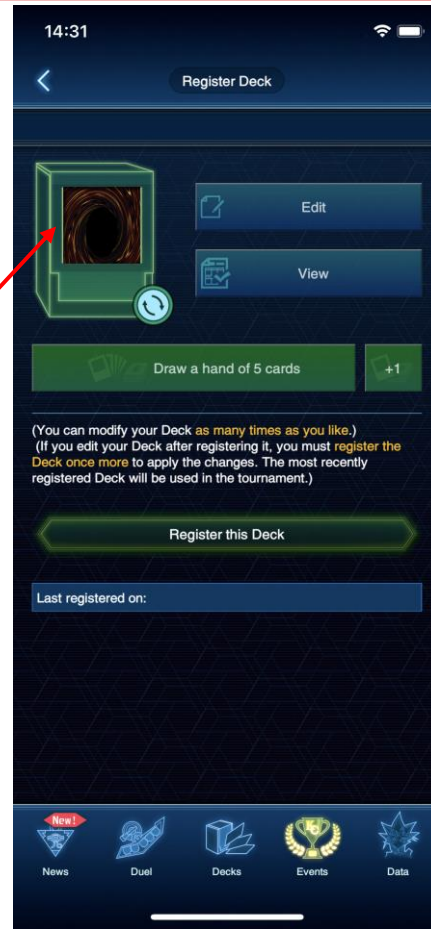 14:31
Register Deck
Edit
View
Draw a hand of 5 cards
+1
(You can modify your Deck as many times as you like.)
(If you edit your Deck after registering it, you must register the
Deck once more to apply the changes. The most recently
registered Deck will be used in the tournament.)
Register this Deck
Last registered on:
New!
News
Duel
Decks
Events
Data